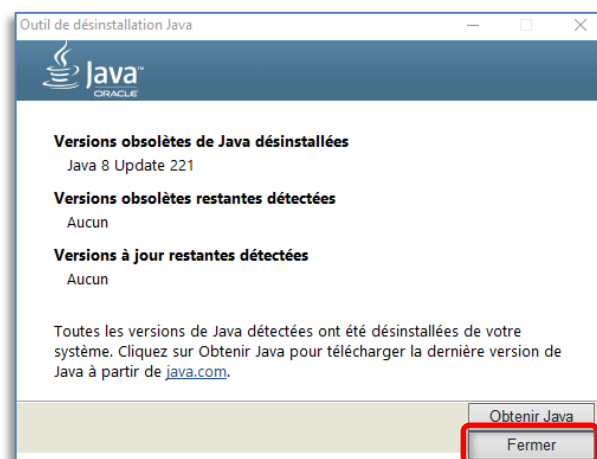 Outil de désinstallation Java
Java™
ORACLE
Versions obsolètes de Java désinstallées
Java 8 Update 221
Versions obsolètes restantes détectées
Aucun
Versions à jour restantes détectées
Aucun
Toutes les versions de Java détectées ont été désinstallées de votre
système. Cliquez sur Obtenir Java pour télécharger la dernière version de
Java à partir de java.com.
Obtenir Java
Fermer